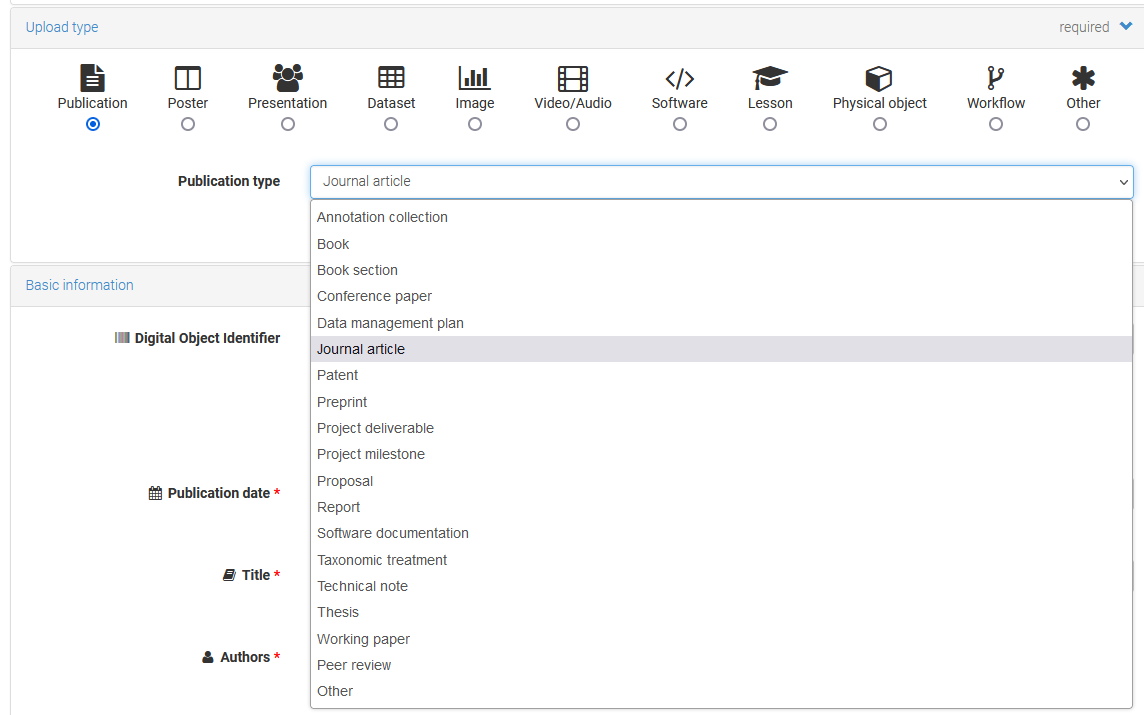 Upload type required
Publication Poster Presentation Dataset Image Video/Audio Software Lesson Physical object Workflow Other
Publication type Journal article
Annotation collection
Book
Book section
Conference paper
Data management plan
Journal article
Patent
Preprint
Project deliverable
Project milestone
Proposal
Report
Software documentation
Taxonomic treatment
Technical note
Thesis
Working paper
Peer review
Other
Basic information
Digital Object Identifier
Publication date *
Title *
Authors *